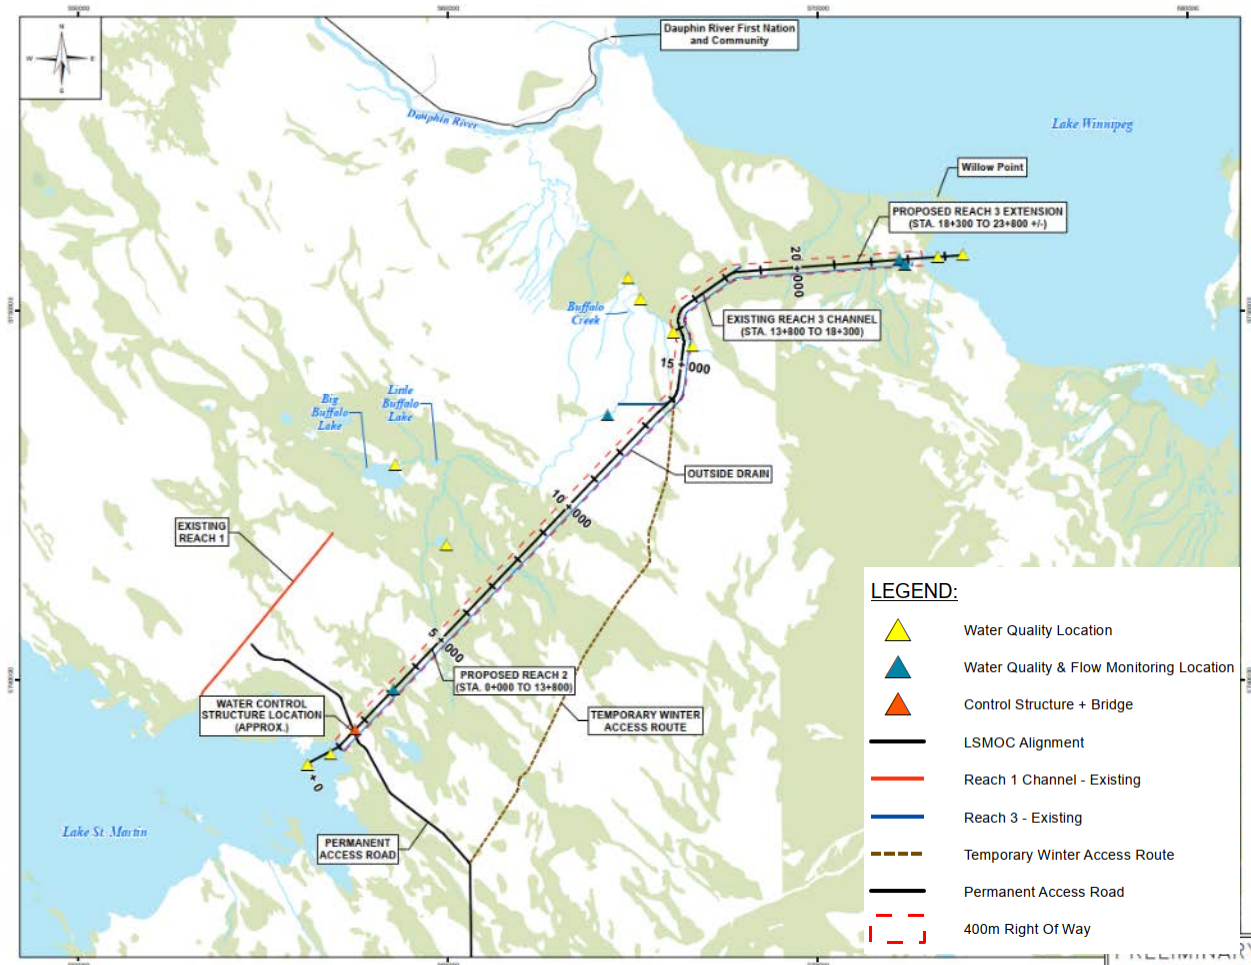 560000
570000
580000
N
W
E
S
Dauphin River First Nation
and Community
Dauphin River
Lake Winnipeg
Willow Point
PROPOSED REACH 3 EXTENSION
(STA. 18+300 TO 23+800 +/-)
20+000
Buffalo
Creek
EXISTING REACH 3 CHANNEL
(STA. 13+800 TO 18+300)
15+000
Big
Buffalo
Lake
Little
Buffalo
Lake
OUTSIDE DRAIN
10+000
EXISTING
REACH 1
5+000
PROPOSED REACH 2
(STA. 0+000 TO 13+800)
WATER CONTROL
STRUCTURE LOCATION
(APPROX.)
TEMPORARY WINTER
ACCESS ROUTE
+0
Lake St. Martin
PERMANENT
ACCESS ROAD
LEGEND:
Water Quality Location
Water Quality & Flow Monitoring Location
Control Structure + Bridge
LSMOC Alignment
Reach 1 Channel - Existing
Reach 3 - Existing
Temporary Winter Access Route
Permanent Access Road
400m Right Of Way
PRELIMINARY